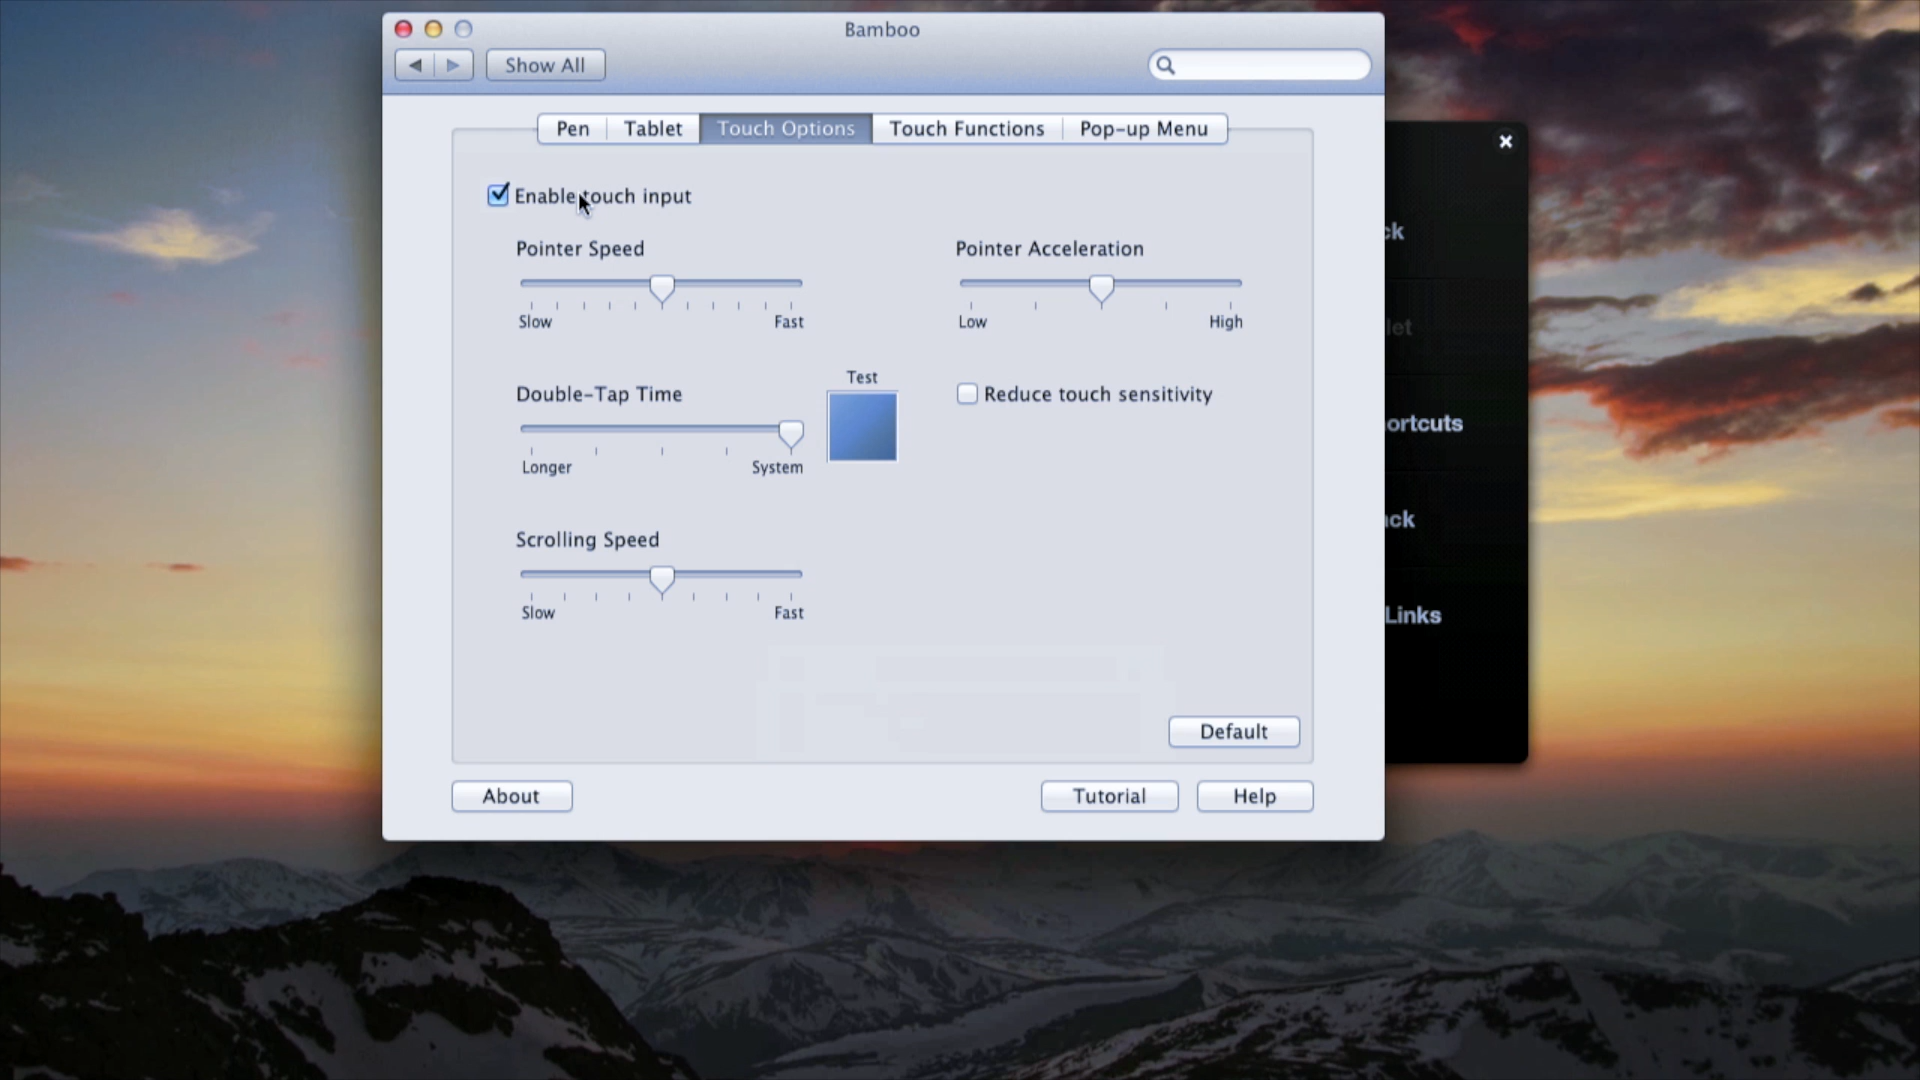 Bamboo
Show All
Pen Tablet Touch Options Touch Functions Pop-up Menu
Enable touch input
Pointer Speed
Slow Fast
Pointer Acceleration
Low High
Double-Tap Time
Longer System
Test
Reduce touch sensitivity
Scrolling Speed
Slow Fast
Default
About Tutorial Help
ck
let
ortcuts
ack
Links